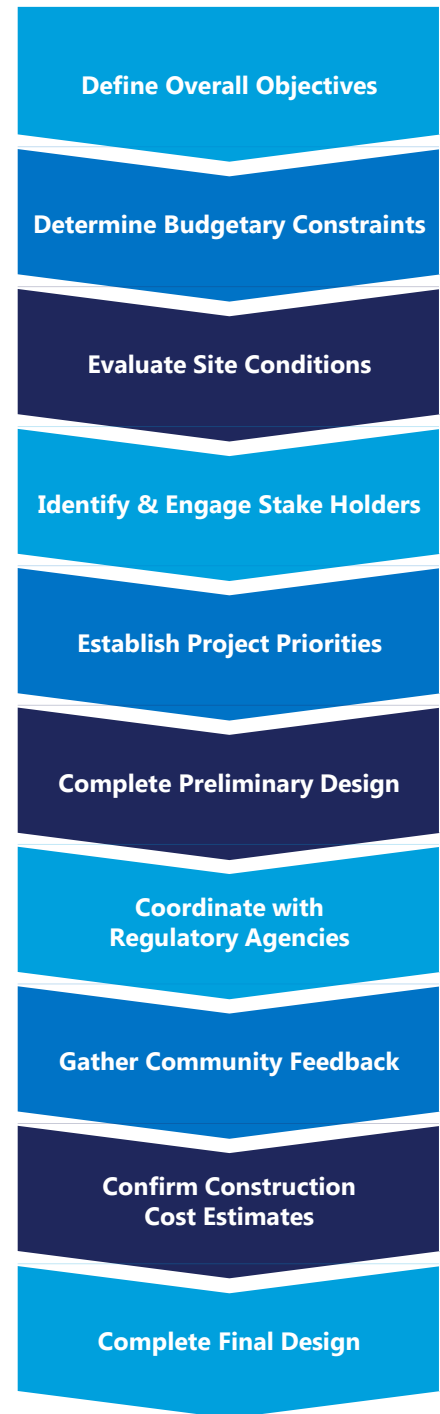 Define Overall Objectives
Determine Budgetary Constraints
Evaluate Site Conditions
Identify & Engage Stake Holders
Establish Project Priorities
Complete Preliminary Design
Coordinate with
Regulatory Agencies
Gather Community Feedback
Confirm Construction
Cost Estimates
Complete Final Design